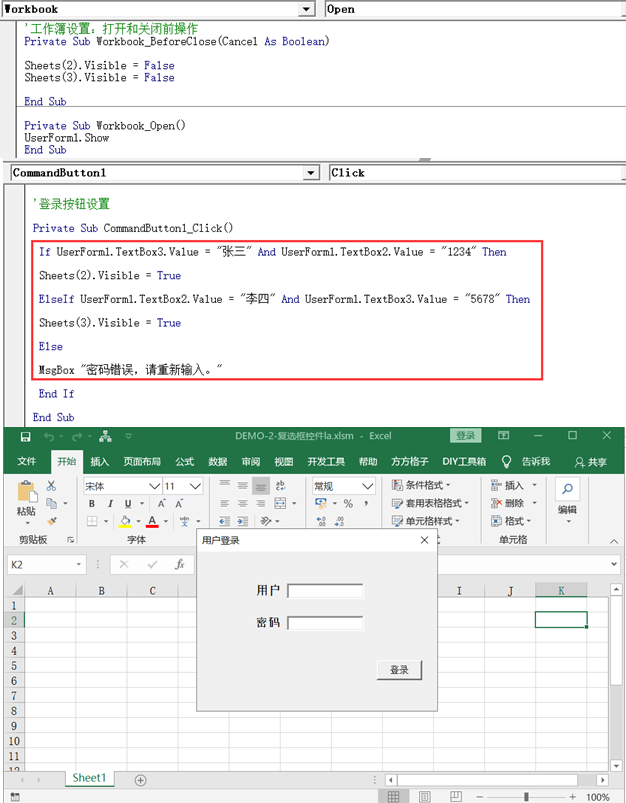 Workbook
Open
'工作簿设置：打开和关闭前操作
Private Sub Workbook_BeforeClose(Cancel As Boolean)
Sheets(2).Visible = False
Sheets(3).Visible = False
End Sub
Private Sub Workbook_Open()
UserForm1.Show
End Sub
CommandButton1
Click
'登录按钮设置
Private Sub CommandButton1_Click()
If UserForm1.TextBox3.Value = "张三" And UserForm1.TextBox2.Value = "1234" Then
Sheets(2).Visible = True
ElseIf UserForm1.TextBox2.Value = "李四" And UserForm1.TextBox3.Value = "5678" Then
Sheets(3).Visible = True
Else
MsgBox "密码错误，请重新输入。"
End If
End Sub
DEMO-2-复选框控件la.xlsm - Excel
登录
文件 开始 插入 页面布局 公式 数据 审阅 视图 开发工具 帮助 方方格子 DIY工具箱 告诉我 共享
粘贴
剪贴板
宋体 11
B I U A A
字体
常规
%
条件格式
套用表格格式
单元格样式
插入
删除
格式
单元格
编辑
K2
fx
用户登录
用户
密码
登录
A B C I J K
1
2
3
4
5
6
7
8
9
10
11
12
Sheet1
100%